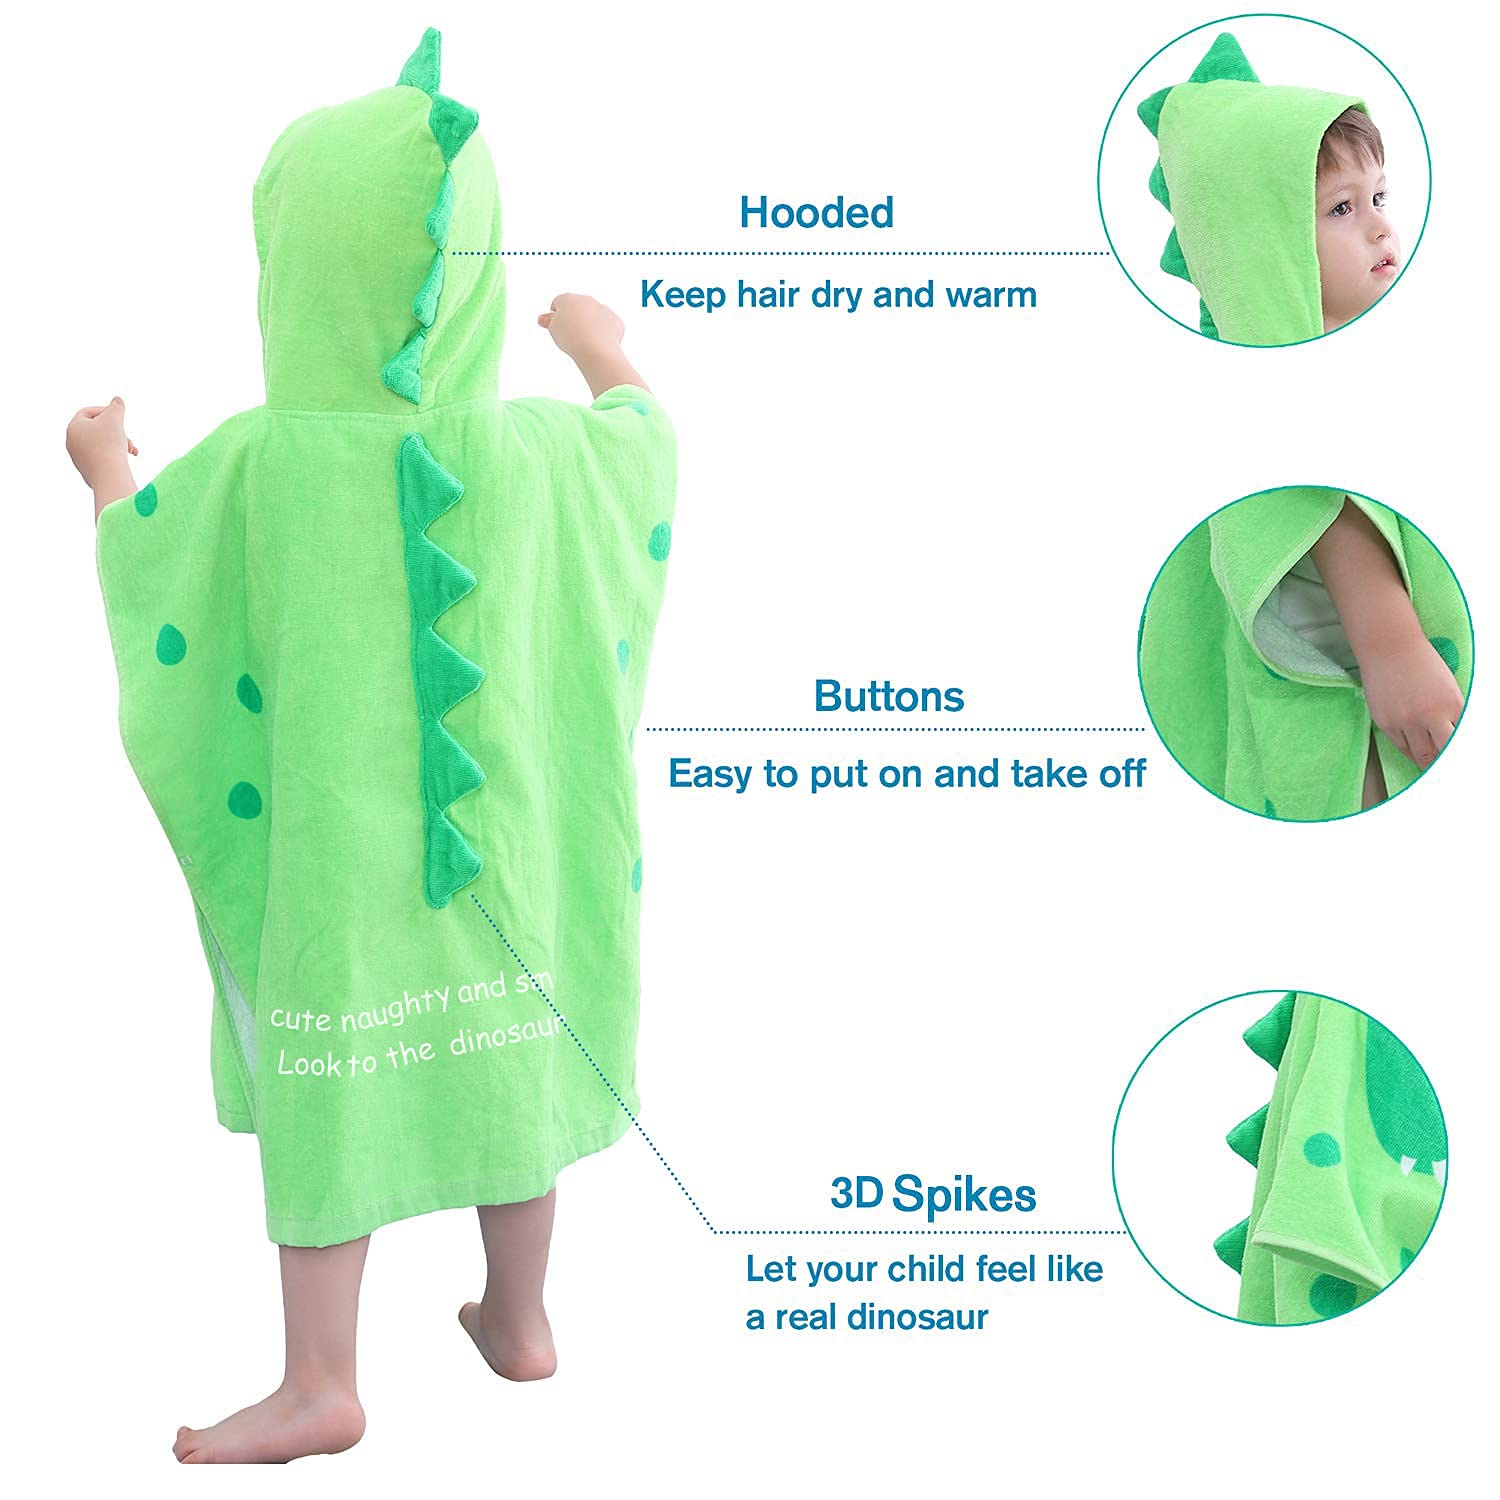 Hooded
Keep hair dry and warm
Buttons
Easy to put on and take off
cute naughty and
Look to the dinosaur
3D Spikes
Let your child feel like
a real dinosaur